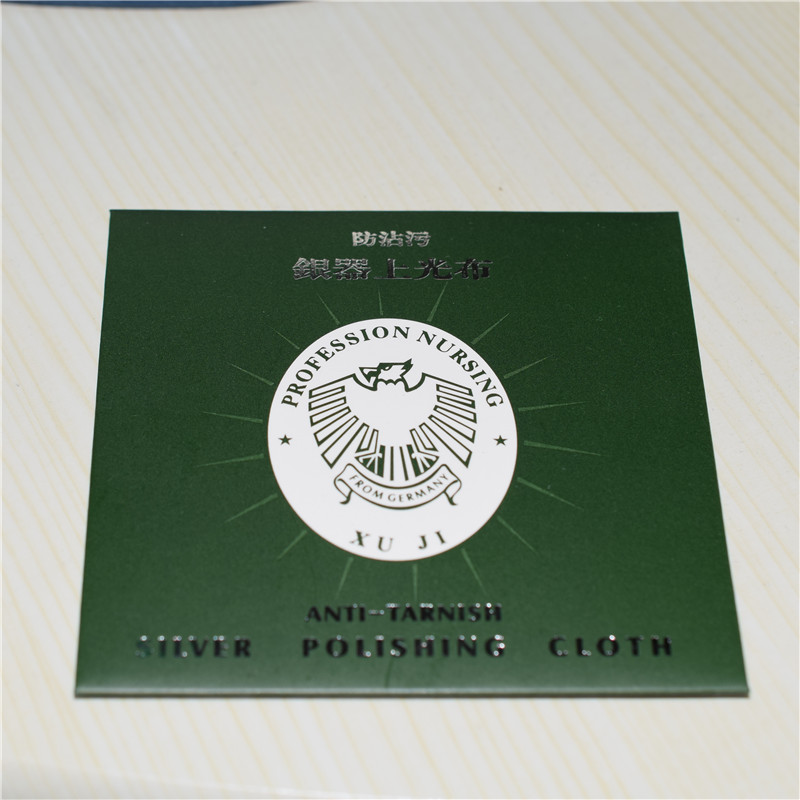 防沾污
銀器上光布
PROFESSION NURSING
FROM GERMANY
XU JI
ANTI-TARNISH
SILVER POLISHING CLOTH